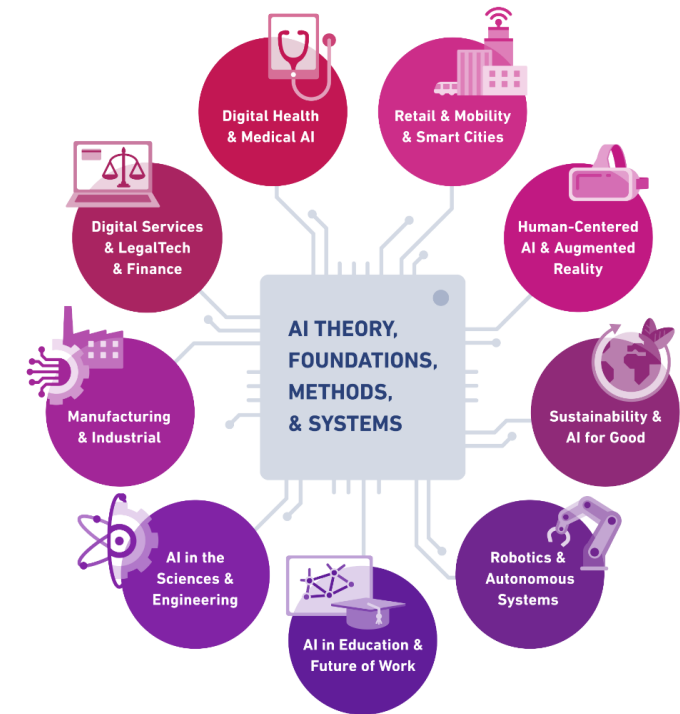 Digital Health
& Medical AI
Retail & Mobility
& Smart Cities
Digital Services
& LegalTech
& Finance
Human-Centered
AI & Augmented
Reality
AI THEORY,
FOUNDATIONS,
METHODS,
& SYSTEMS
Manufacturing
& Industrial
Sustainability &
AI for Good
AI in the
Sciences &
Engineering
Robotics &
Autonomous
Systems
AI in Education &
Future of Work